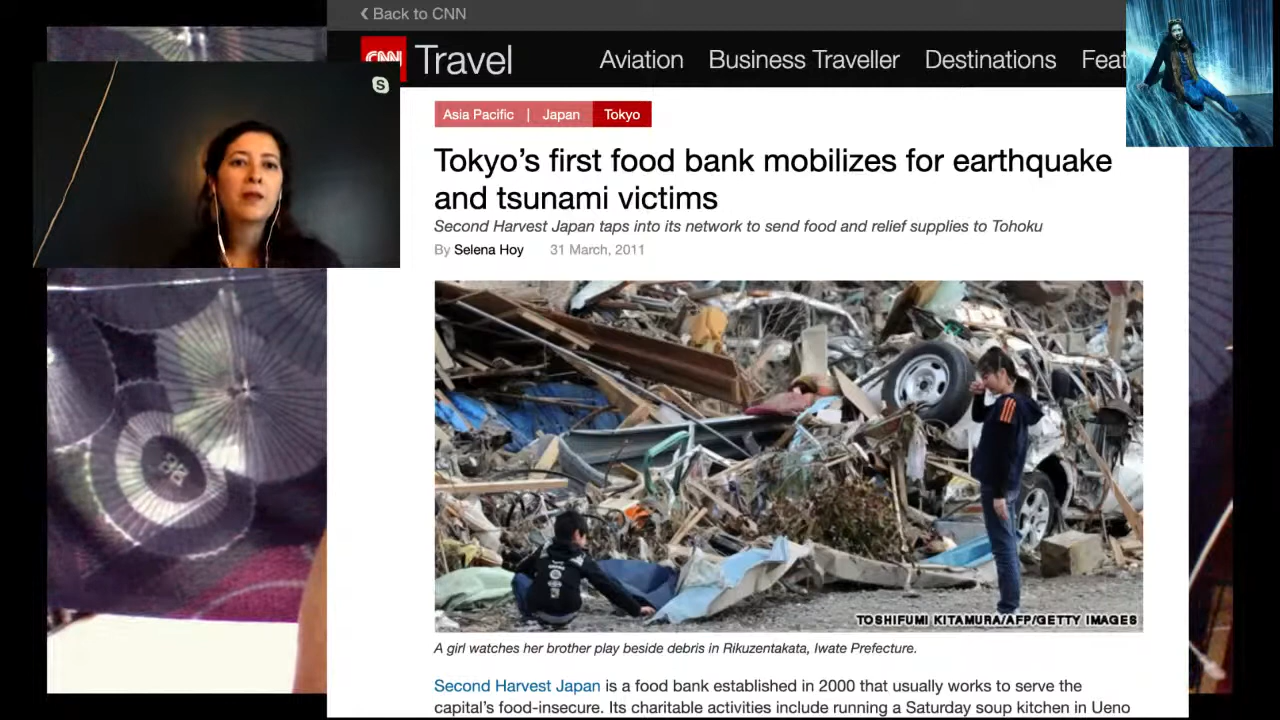 Back to CNN
CNN Travel Aviation Business Traveller Destinations Feat
Asia Pacific | Japan Tokyo
Tokyo’s first food bank mobilizes for earthquake
and tsunami victims
Second Harvest Japan taps into its network to send food and relief supplies to Tohoku
By Selena Hoy 31 March, 2011
TOSHIFUMI KITAMURA/AFP/GETTY IMAGES
A girl watches her brother play beside debris in Rikuzentakata, Iwate Prefecture.
Second Harvest Japan is a food bank established in 2000 that usually works to serve the
capital’s food-insecure. Its charitable activities include running a Saturday soup kitchen in Ueno